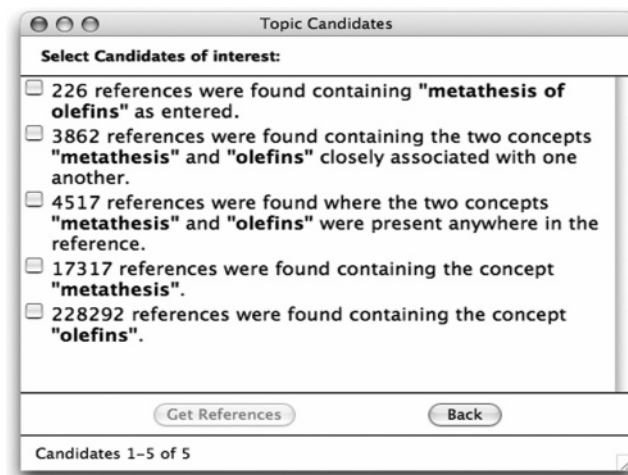 Topic Candidates
Select Candidates of interest:
226 references were found containing "metathesis of
olefins" as entered.
3862 references were found containing the two concepts
"metathesis" and "olefins" closely associated with one
another.
4517 references were found where the two concepts
"metathesis" and "olefins" were present anywhere in the
reference.
17317 references were found containing the concept
"metathesis".
228292 references were found containing the concept
"olefins".
Get References
Back
Candidates 1-5 of 5